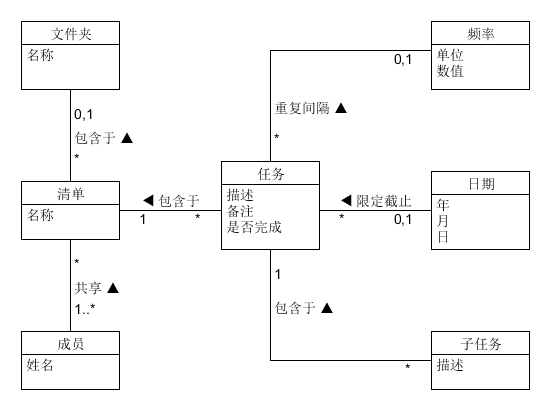 文件夹
名称
频率
单位
数值
0,1
0,1
重复间隔 ▲
包含于 ▲
*
*
任务
描述
备注
是否完成
清单
名称
◀ 包含于
1
*
◀ 限定截止
*
0,1
日期
年
月
日
*
共享 ▲
1..*
1
包含于 ▲
*
成员
姓名
子任务
描述